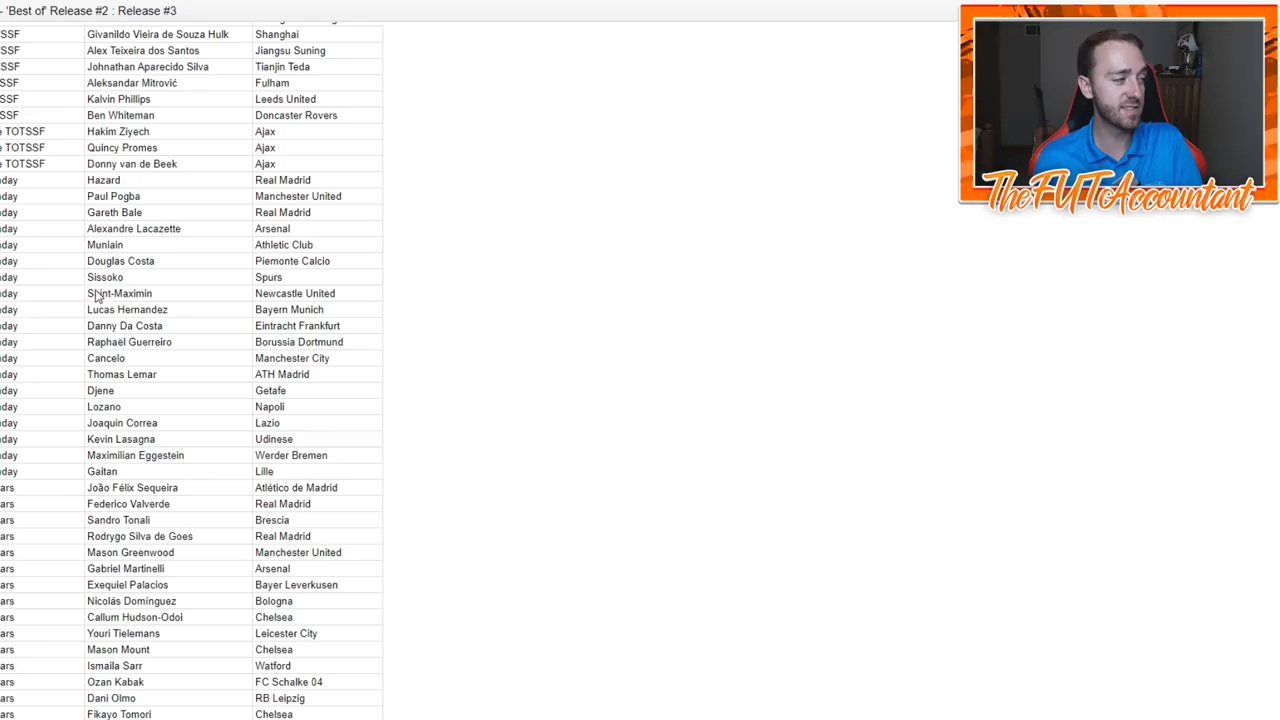 - 'Best of' Release #2 : Release #3
TSSF Givanildo Vieira de Souza Hulk Shanghai
SSF Alex Teixeira dos Santos Jiangsu Suning
TSSF Johnathan Aparecido Silva Tianjin Teda
SSF Aleksandar Mitrović Fulham
SSF Kalvin Phillips Leeds United
SSF Ben Whiteman Doncaster Rovers
e TOTSSF Hakim Ziyech Ajax
e TOTSSF Quincy Promes Ajax
e TOTSSF Donny van de Beek Ajax
day Hazard Real Madrid
day Paul Pogba Manchester United
day Gareth Bale Real Madrid
day Alexandre Lacazette Arsenal
day Muniain Athletic Club
day Douglas Costa Piemonte Calcio
day Sissoko Spurs
day Saint-Maximin Newcastle United
day Lucas Hernandez Bayern Munich
day Danny Da Costa Eintracht Frankfurt
day Raphaël Guerreiro Borussia Dortmund
day Cancelo Manchester City
day Thomas Lemar ATH Madrid
day Djene Getafe
day Lozano Napoli
day Joaquin Correa Lazio
day Kevin Lasagna Udinese
day Maximilian Eggestein Werder Bremen
day Gaitan Lille
ars João Félix Sequeira Atlético de Madrid
ars Federico Valverde Real Madrid
ars Sandro Tonali Brescia
ars Rodrygo Silva de Goes Real Madrid
ars Mason Greenwood Manchester United
ars Gabriel Martinelli Arsenal
ars Exequiel Palacios Bayer Leverkusen
ars Nicolás Domínguez Bologna
ars Callum Hudson-Odoi Chelsea
ars Youri Tielemans Leicester City
ars Mason Mount Chelsea
ars Ismaila Sarr Watford
ars Ozan Kabak FC Schalke 04
ars Dani Olmo RB Leipzig
ars Fikayo Tomori Chelsea
TheFUTAccountant